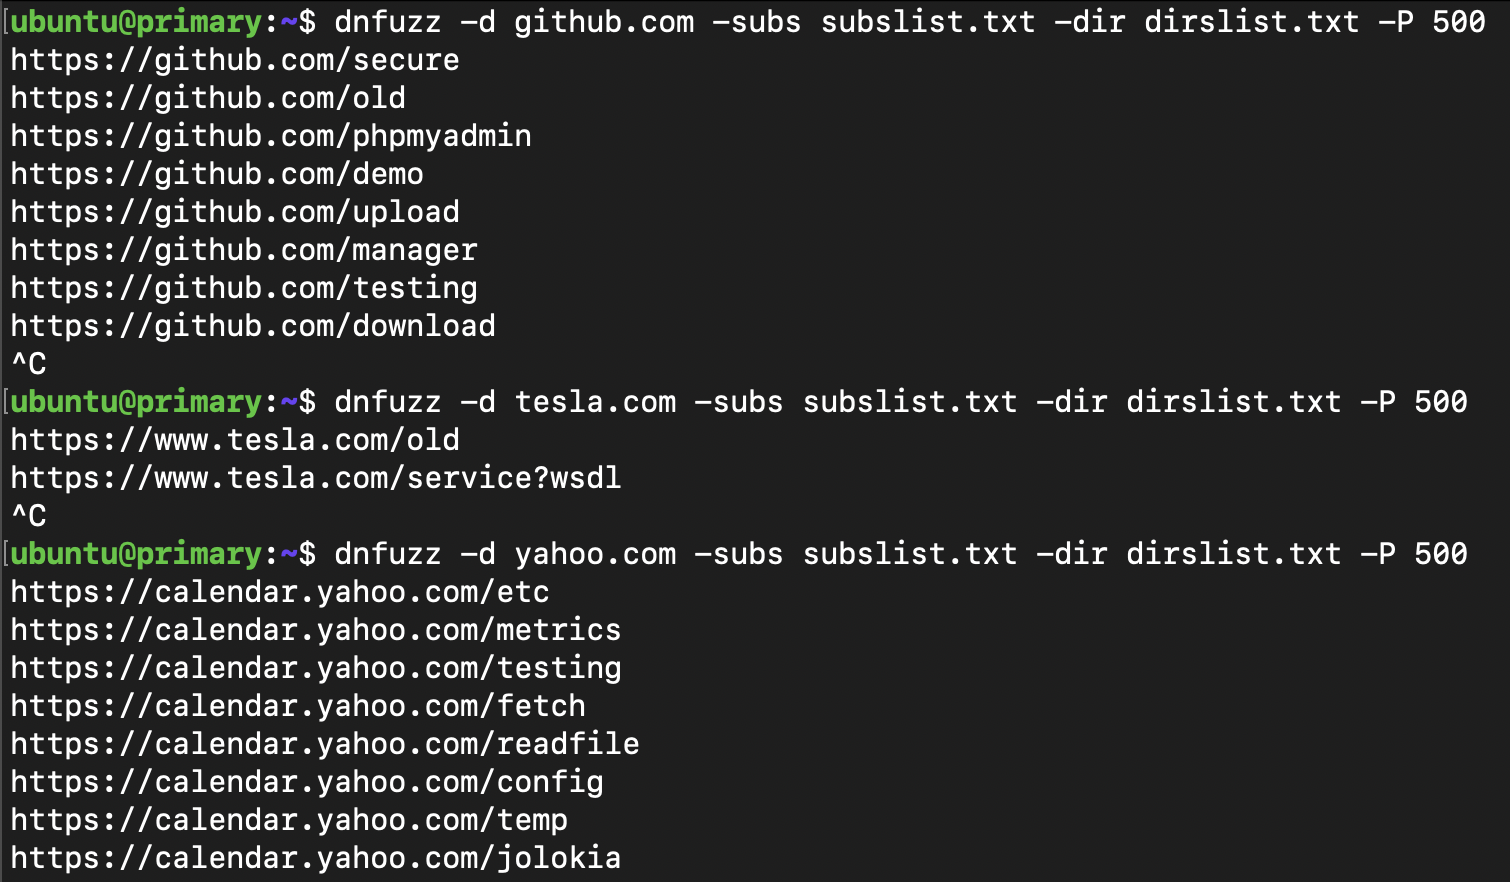 ubuntu@primary:~$ dnfuzz -d github.com -subs subslist.txt -dir dirslist.txt -P 500
https://github.com/secure
https://github.com/old
https://github.com/phpmyadmin
https://github.com/demo
https://github.com/upload
https://github.com/manager
https://github.com/testing
https://github.com/download
^C
ubuntu@primary:~$ dnfuzz -d tesla.com -subs subslist.txt -dir dirslist.txt -P 500
https://www.tesla.com/old
https://www.tesla.com/service?wsdl
^C
ubuntu@primary:~$ dnfuzz -d yahoo.com -subs subslist.txt -dir dirslist.txt -P 500
https://calendar.yahoo.com/etc
https://calendar.yahoo.com/metrics
https://calendar.yahoo.com/testing
https://calendar.yahoo.com/fetch
https://calendar.yahoo.com/readfile
https://calendar.yahoo.com/config
https://calendar.yahoo.com/temp
https://calendar.yahoo.com/jolokia